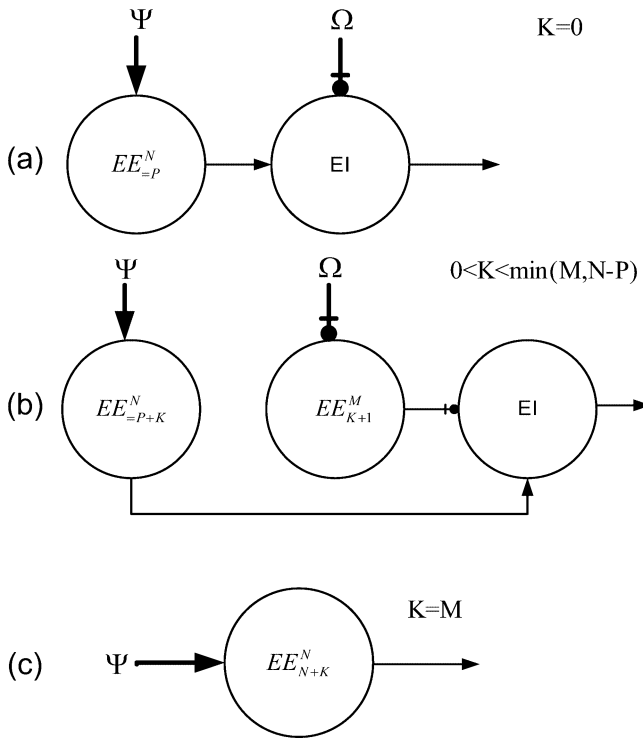 Ψ Ω K=0
(a) EE^N_{=P} EI
Ψ Ω 0<K<min(M,N-P)
(b) EE^N_{=P+K} EE^M_{K+1} EI
K=M
(c) Ψ EE^N_{N+K}